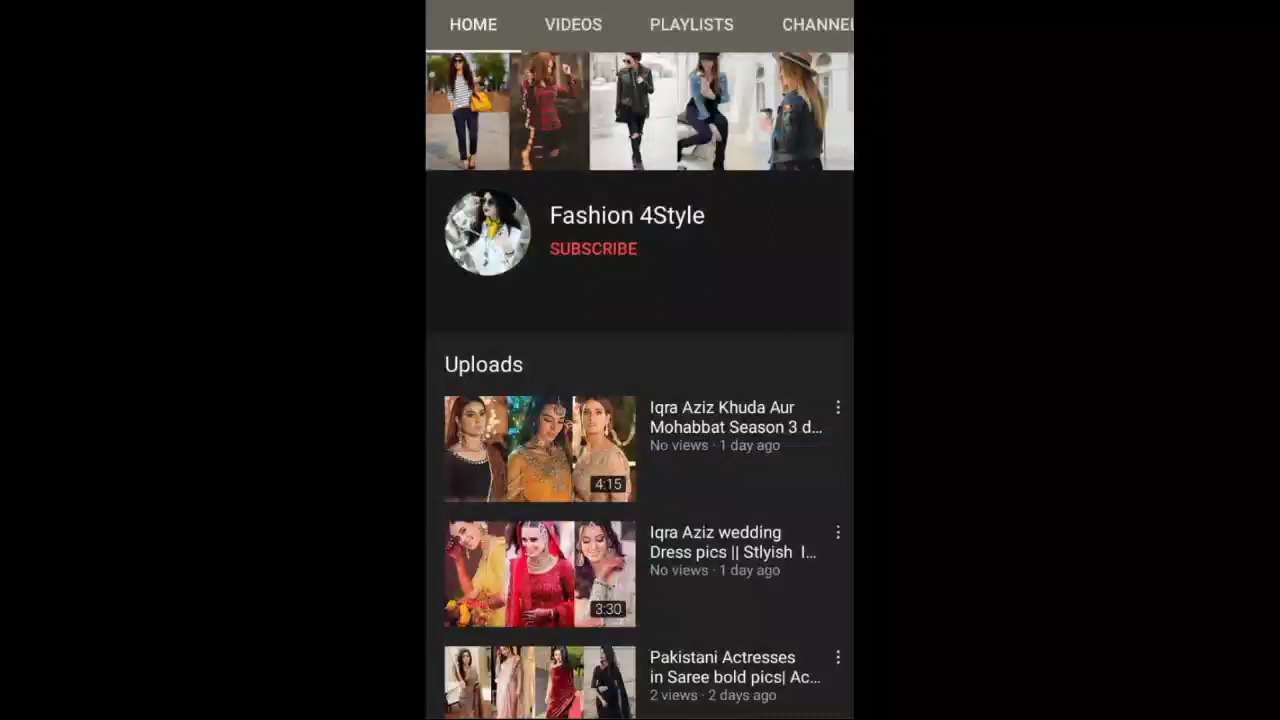 HOME VIDEOS PLAYLISTS CHANNEL
Fashion 4Style
SUBSCRIBE
Uploads
Iqra Aziz Khuda Aur
Mohabbat Season 3 d...
No views · 1 day ago
4:15
Iqra Aziz wedding
Dress pics || Stlyish I...
No views · 1 day ago
3:30
Pakistani Actresses
in Saree bold pics| Ac...
2 views · 2 days ago